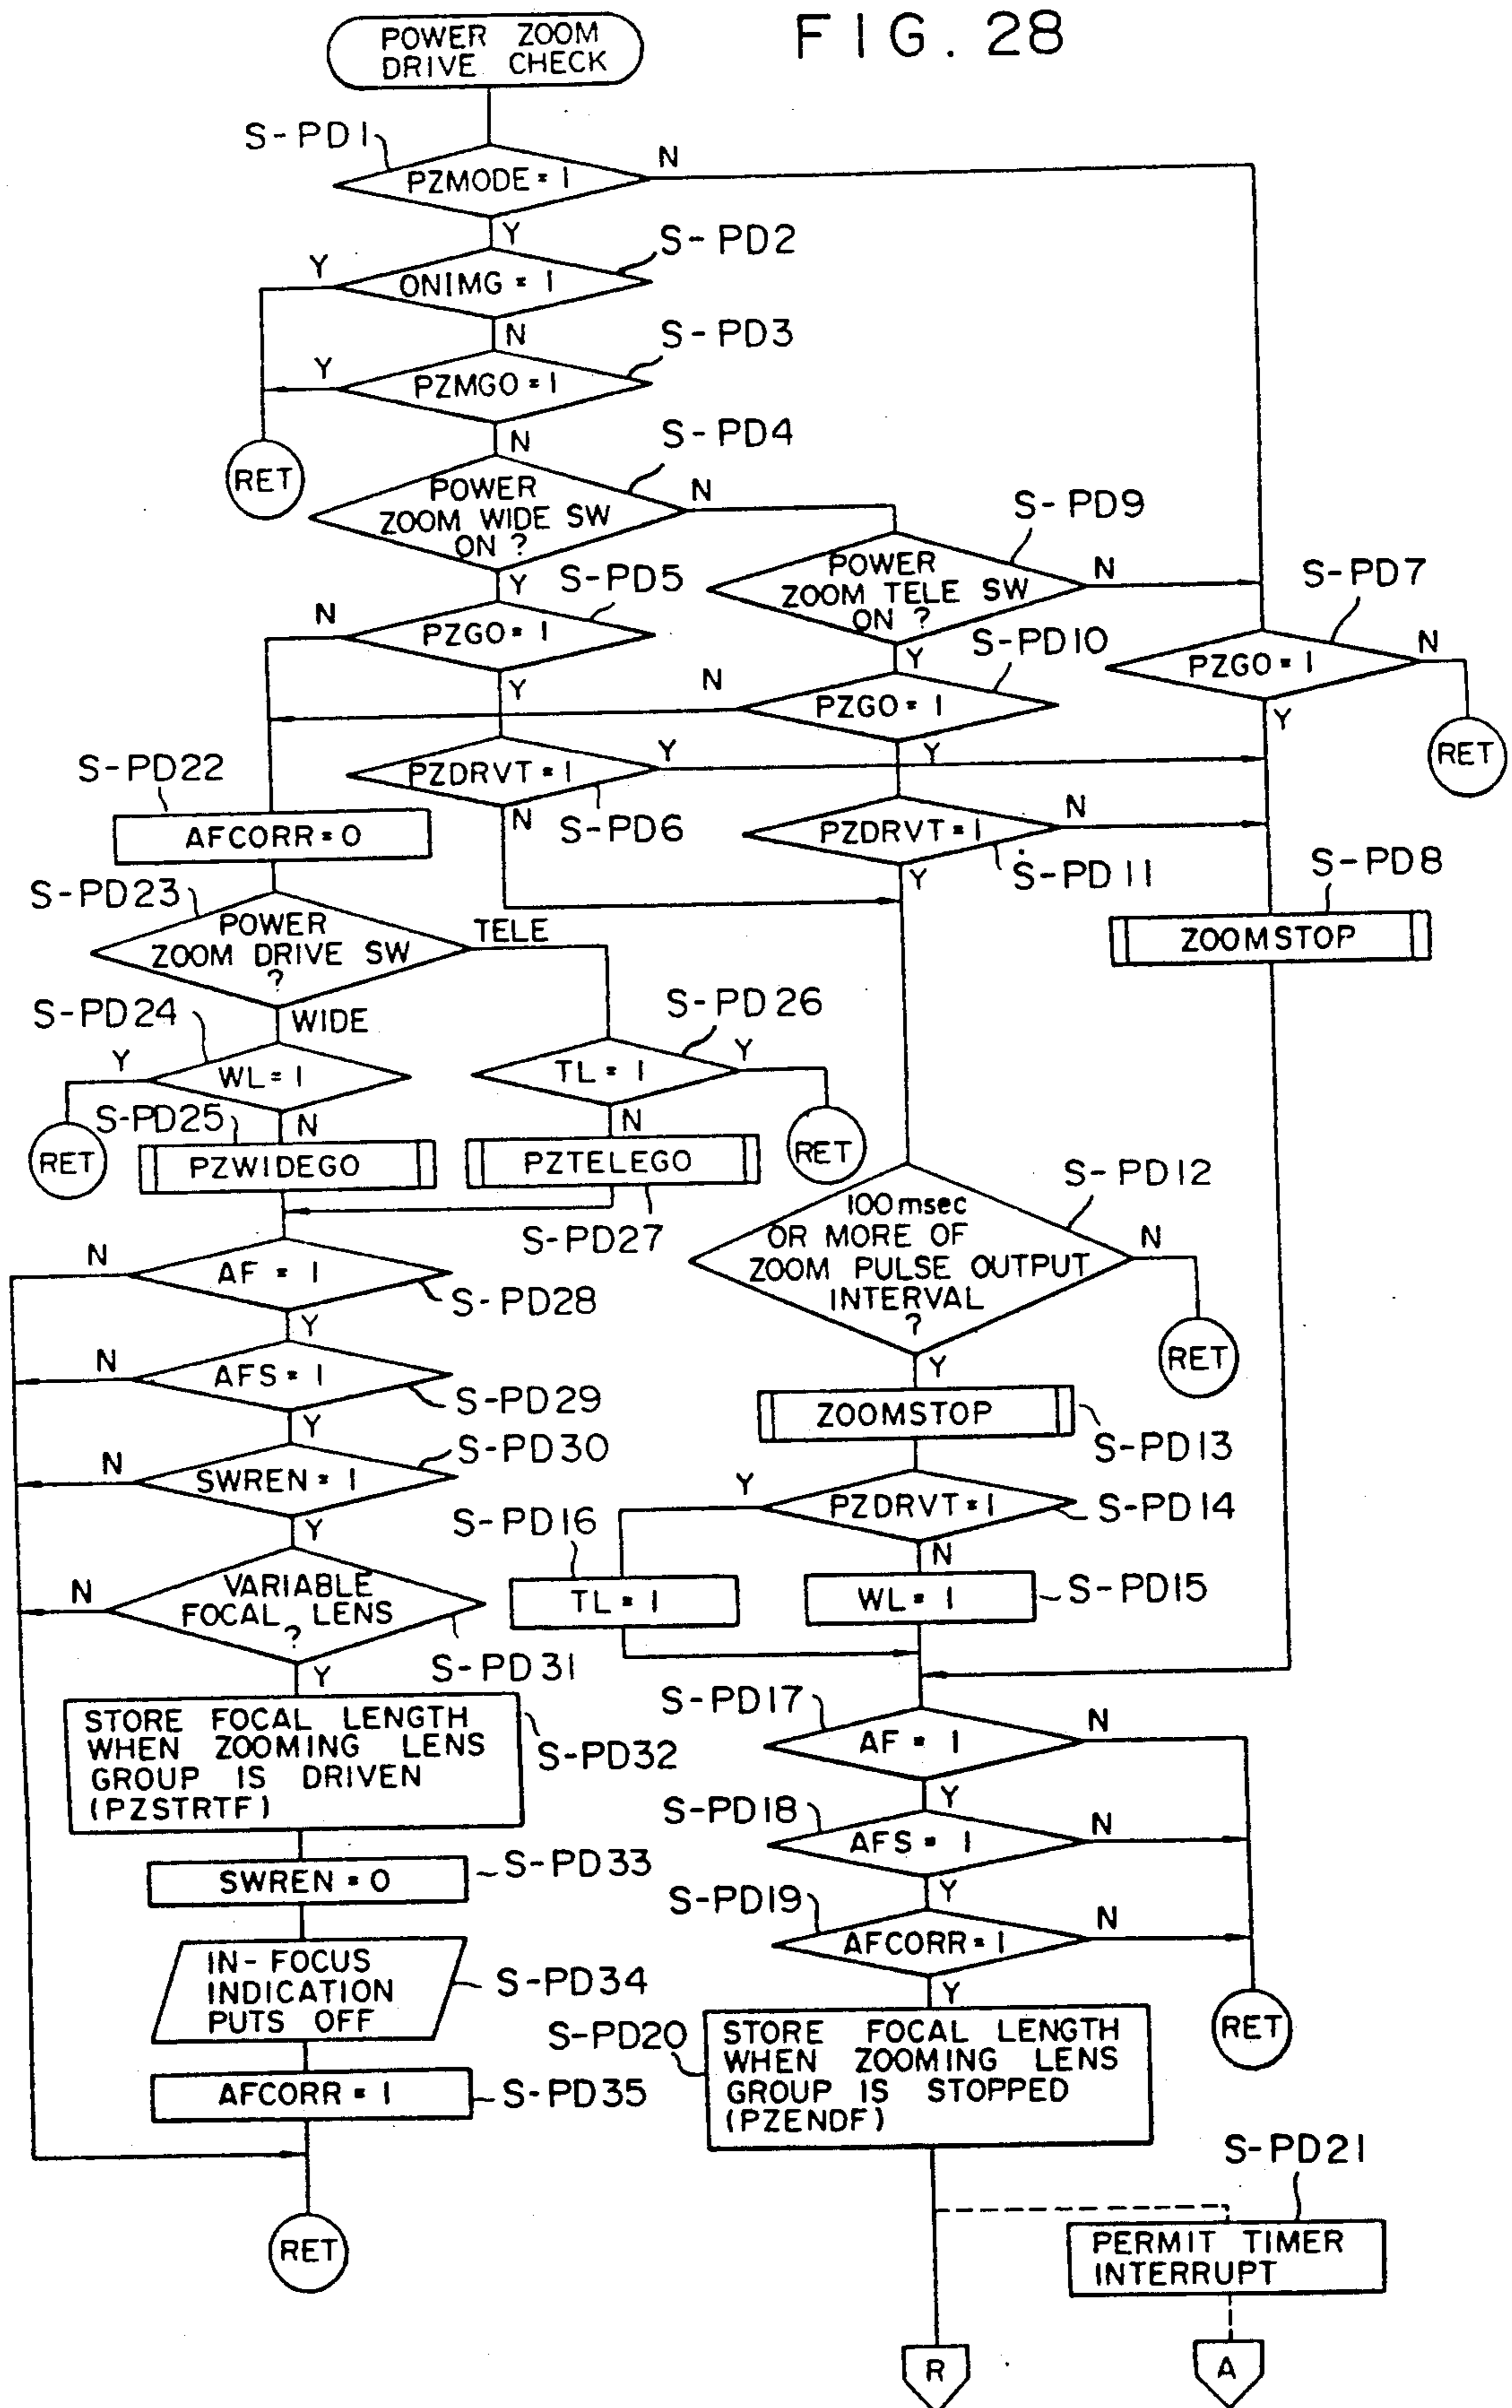 FIG. 28
POWER ZOOM
DRIVE CHECK
S-PD1
PZMODE = 1
N
Y
S-PD2
ONIMG = 1
Y
N
S-PD3
PZMGO = 1
Y
N
RET
S-PD4
POWER
ZOOM WIDE SW
ON ?
N
Y
S-PD9
POWER
ZOOM TELE SW
ON ?
N
Y
S-PD5
PZGO = 1
N
Y
S-PD10
PZGO = 1
N
Y
S-PD7
PZGO = 1
N
Y
RET
S-PD6
PZDRVT = 1
Y
N
S-PD11
PZDRVT = 1
N
Y
S-PD8
ZOOMSTOP
S-PD22
AFCORR = 0
S-PD23
POWER
ZOOM DRIVE SW
?
TELE
WIDE
S-PD24
WL = 1
Y
N
RET
S-PD26
TL = 1
Y
N
RET
S-PD25
PZWIDEGO
PZTELEGO
S-PD27
S-PD12
100msec
OR MORE OF
ZOOM PULSE OUTPUT
INTERVAL
?
N
Y
RET
AF = 1
N
Y
S-PD28
AFS = 1
N
Y
S-PD29
S-PD30
SWREN = 1
N
Y
ZOOMSTOP
S-PD13
PZDRVT = 1
Y
N
S-PD14
S-PD16
TL = 1
WL = 1
S-PD15
VARIABLE
FOCAL LENS
?
N
Y
S-PD31
STORE FOCAL LENGTH
WHEN ZOOMING LENS
GROUP IS DRIVEN
(PZSTRTF)
S-PD32
SWREN = 0
S-PD33
IN-FOCUS
INDICATION
PUTS OFF
S-PD34
AFCORR = 1
S-PD35
RET
S-PD17
AF = 1
N
Y
S-PD18
AFS = 1
N
Y
S-PD19
AFCORR = 1
N
Y
RET
S-PD20
STORE FOCAL LENGTH
WHEN ZOOMING LENS
GROUP IS STOPPED
(PZENDF)
S-PD21
PERMIT TIMER
INTERRUPT
R
A